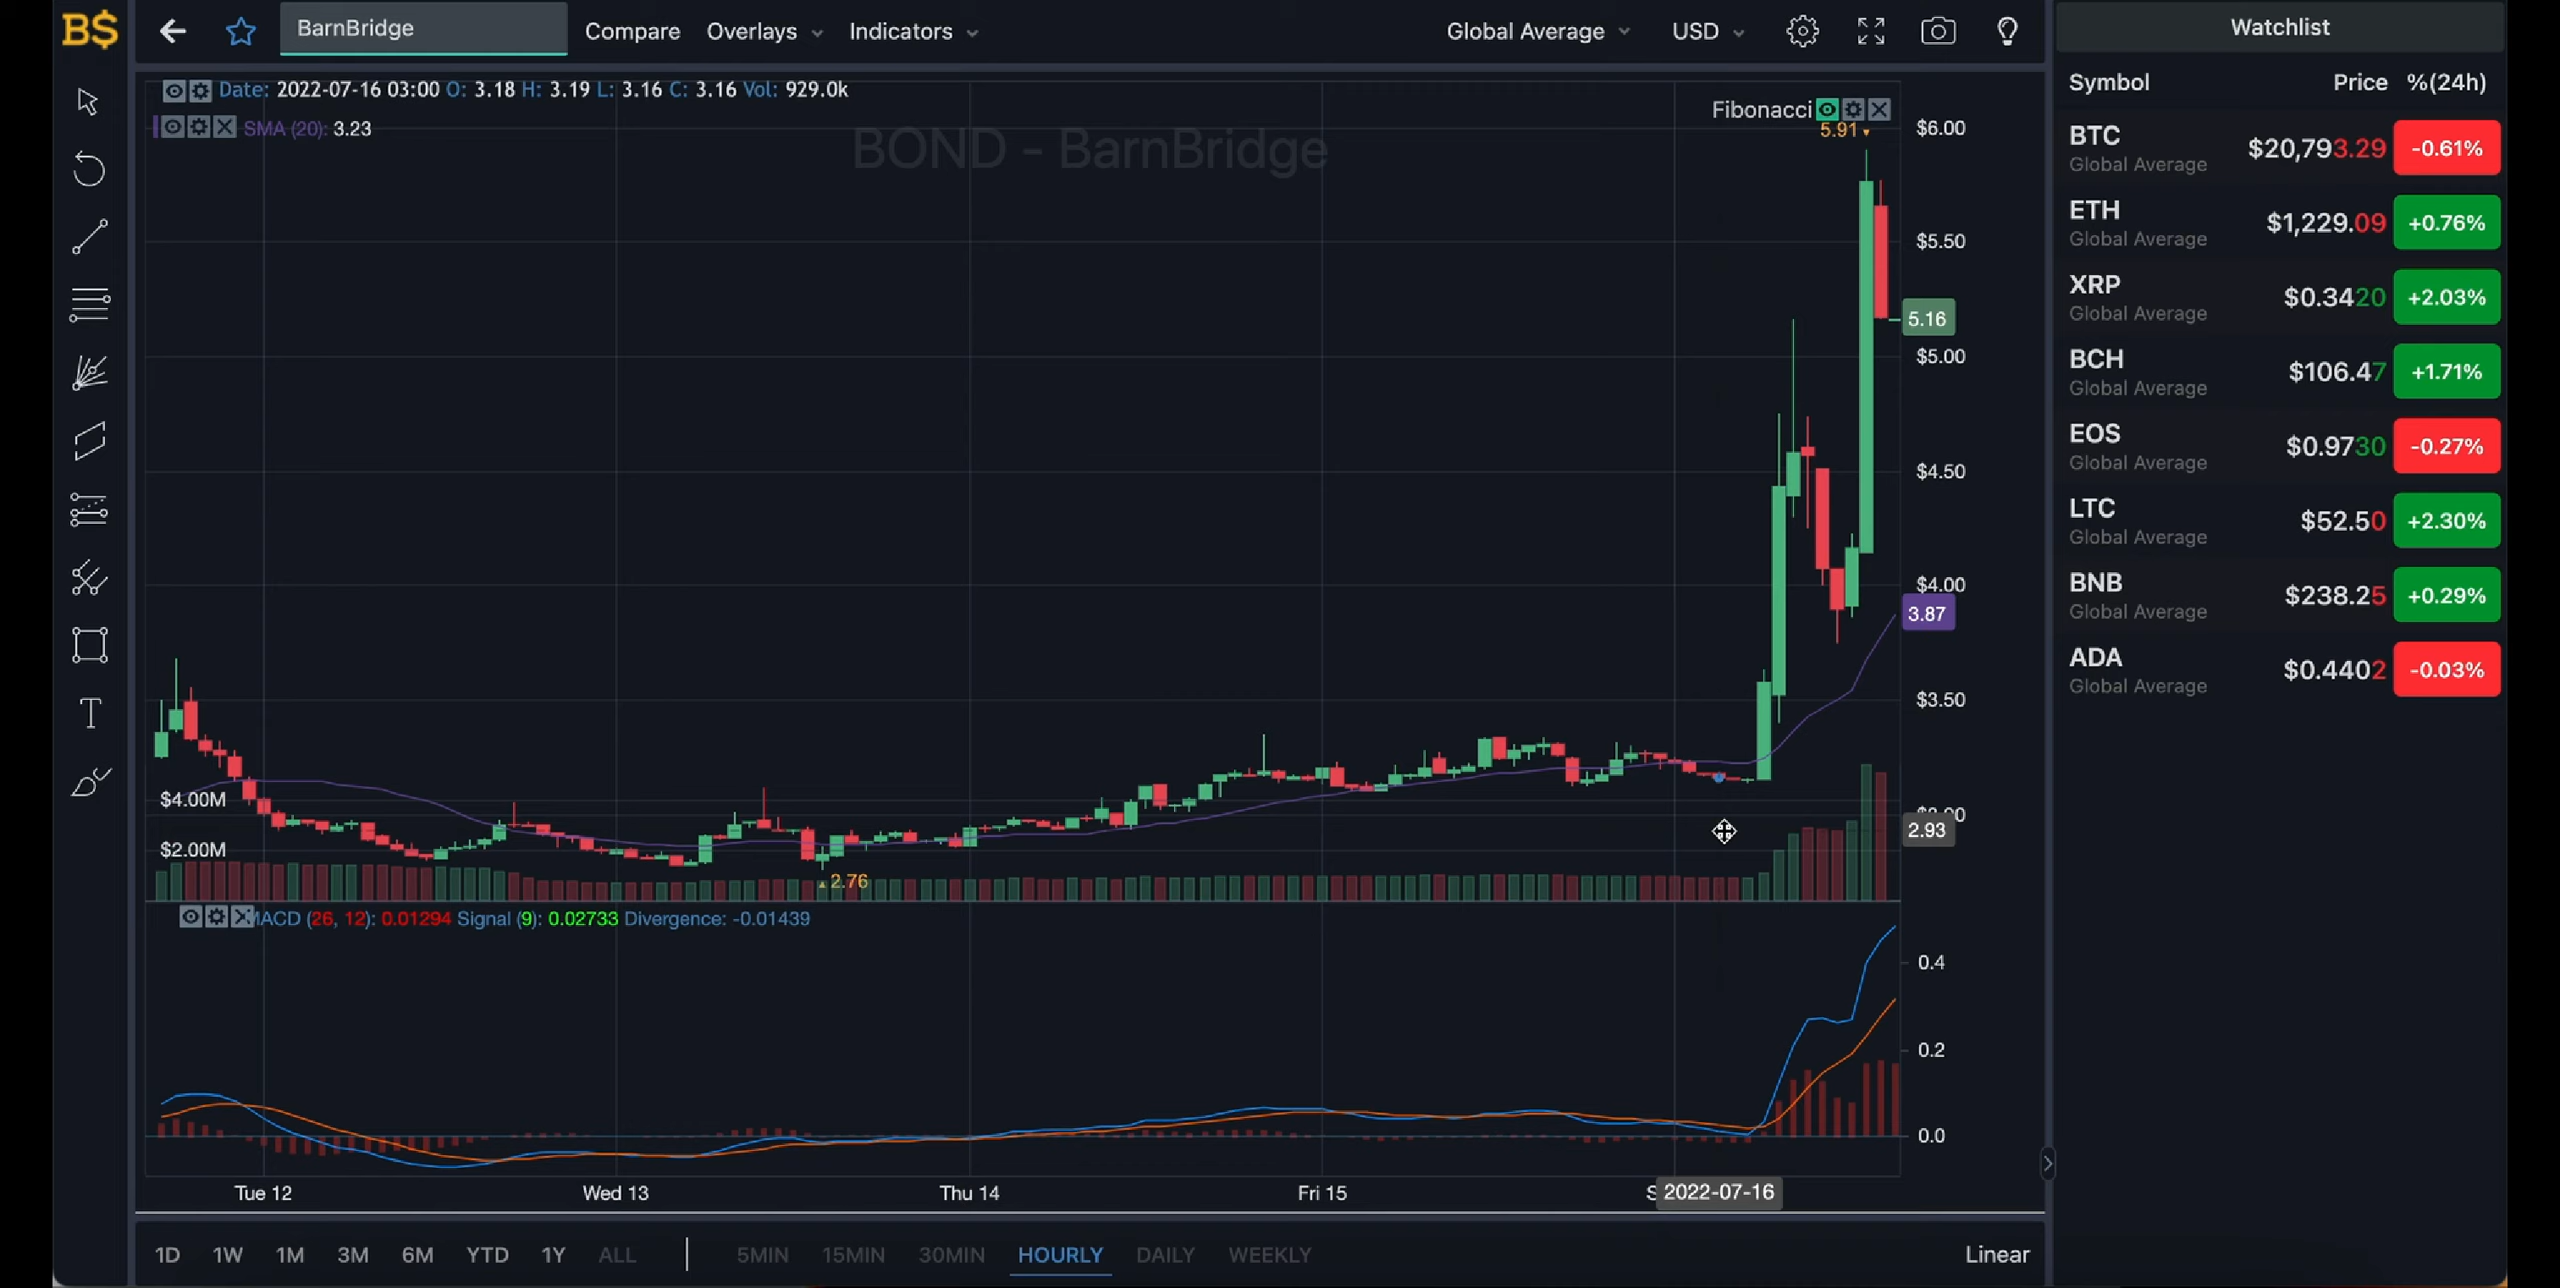 B$
BarnBridge
Compare
Overlays
Indicators
Global Average
USD
Date: 2022-07-16 03:00 O: 3.18 H: 3.19 L: 3.16 C: 3.16 Vol: 929.0k
SMA (20): 3.23
Fibonacci
BOND - BarnBridge
5.91
$6.00
$5.50
5.16
$5.00
$4.50
$4.00
3.87
$3.50
2.93
$4.00M
$2.00M
2.76
MACD (26, 12): 0.01294 Signal (9): 0.02733 Divergence: -0.01439
0.4
0.2
0.0
Tue 12
Wed 13
Thu 14
Fri 15
2022-07-16
1D 1W 1M 3M 6M YTD 1Y ALL
5MIN 15MIN 30MIN HOURLY DAILY WEEKLY
Linear
Watchlist
Symbol Price %(24h)
BTC $20,793.29 -0.61%
Global Average
ETH $1,229.09 +0.76%
Global Average
XRP $0.3420 +2.03%
Global Average
BCH $106.47 +1.71%
Global Average
EOS $0.9730 -0.27%
Global Average
LTC $52.50 +2.30%
Global Average
BNB $238.25 +0.29%
Global Average
ADA $0.4402 -0.03%
Global Average